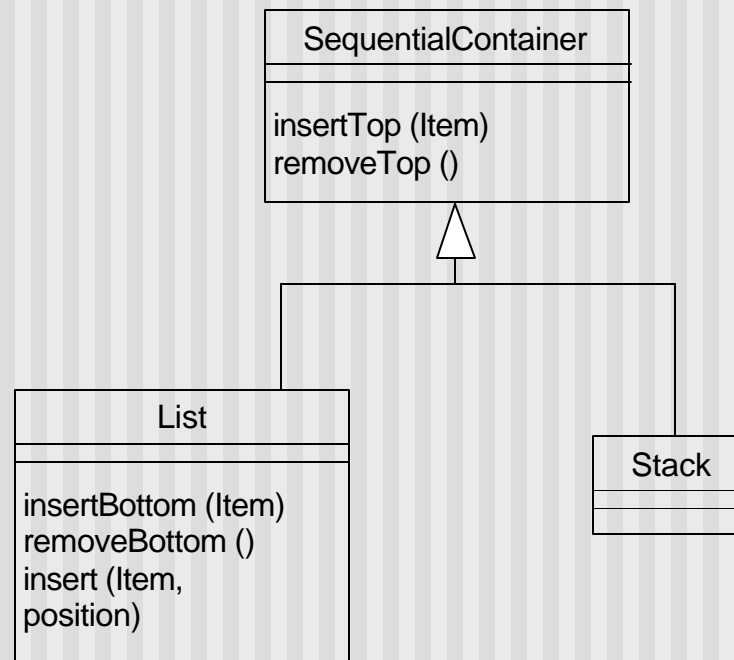 SequentialContainer
insertTop (Item)
removeTop ()
List
insertBottom (Item)
removeBottom ()
insert (Item,
position)
Stack